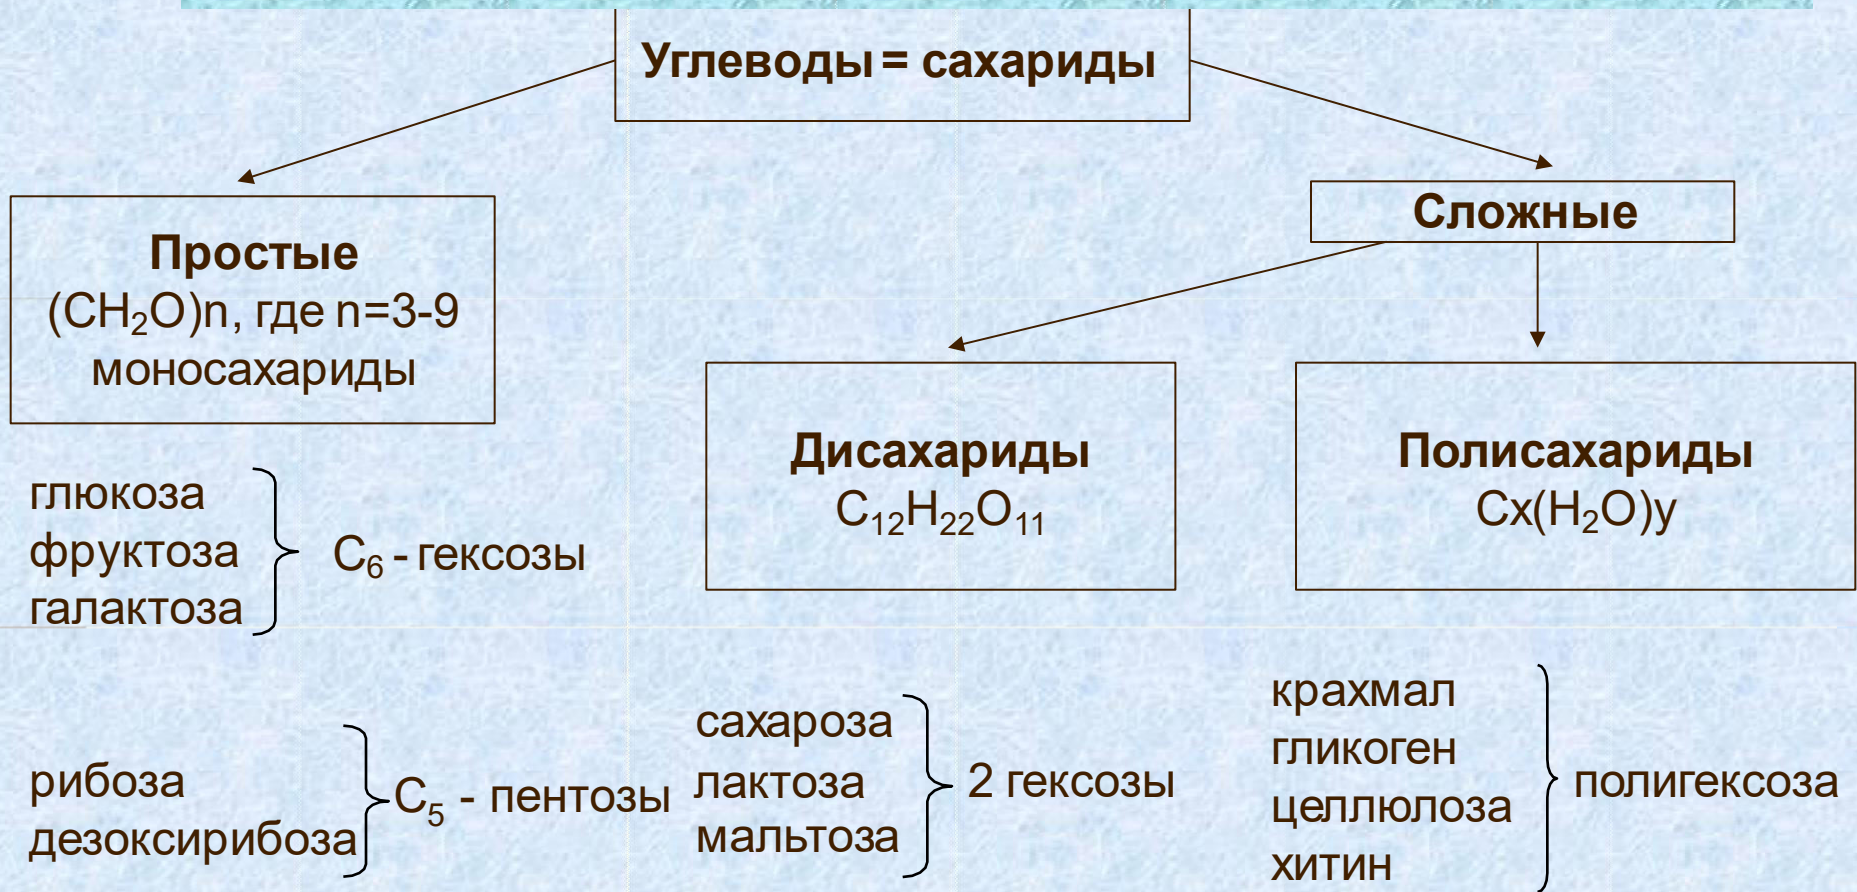 Углеводы = сахариды
Простые
(CH₂O)n, где n=3-9
моносахариды
Сложные
Дисахариды
C₁₂H₂₂O₁₁
Полисахариды
Cx(H₂O)y
глюкоза
фруктоза
галактоза
C₆ - гексозы
рибоза
дезоксирибоза
C₅ - пентозы
сахароза
лактоза
мальтоза
2 гексозы
крахмал
гликоген
целлюлоза
хитин
полигексоза